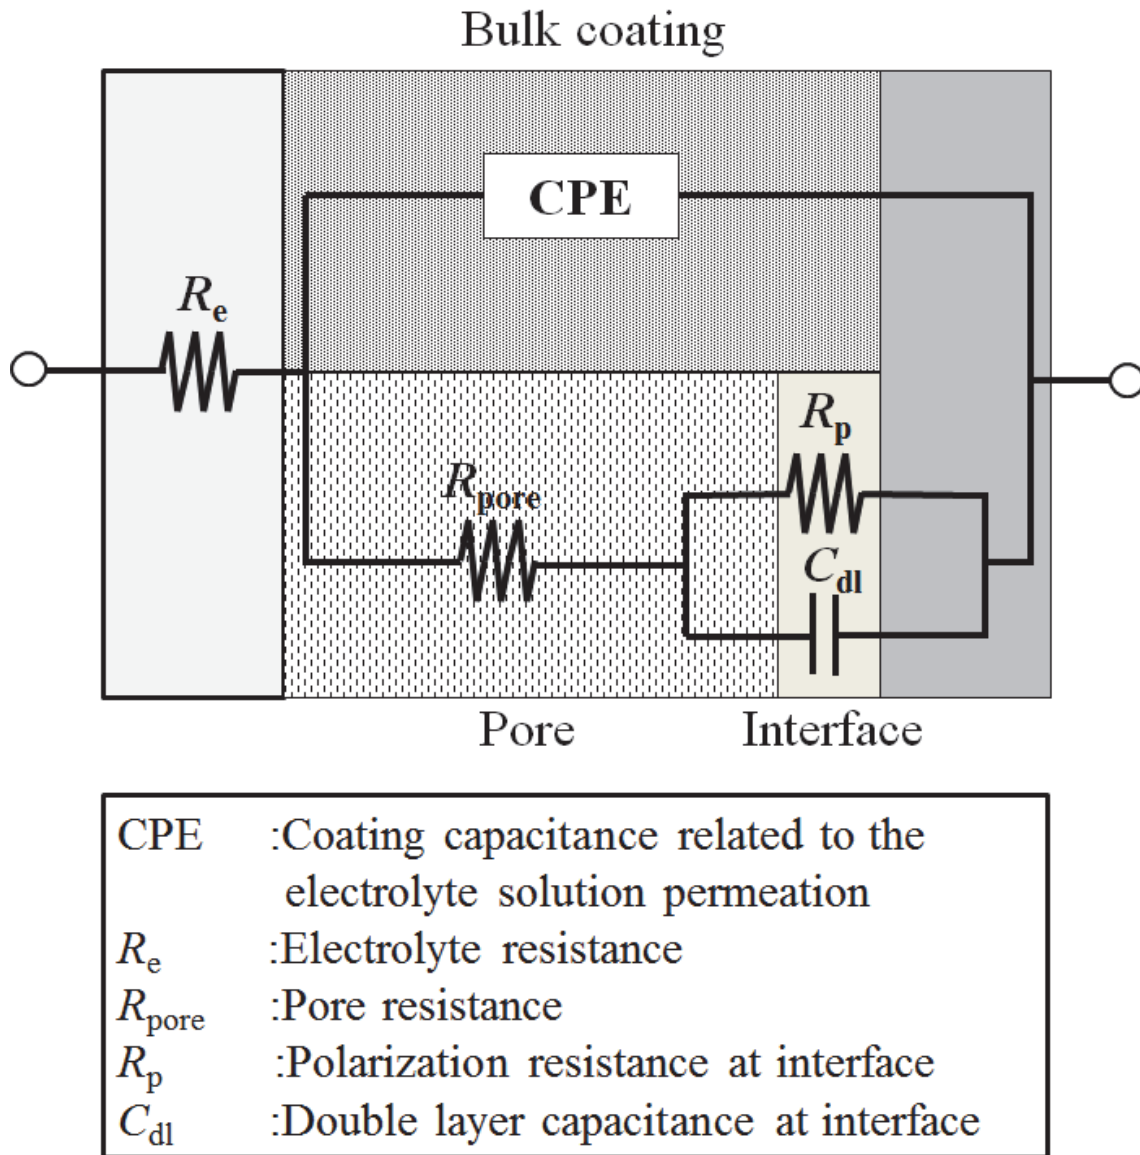 Bulk coating
CPE
Re
Rp
Rpore
Cdl
Pore
Interface
CPE :Coating capacitance related to the
electrolyte solution permeation
Re :Electrolyte resistance
Rpore :Pore resistance
Rp :Polarization resistance at interface
Cdl :Double layer capacitance at interface